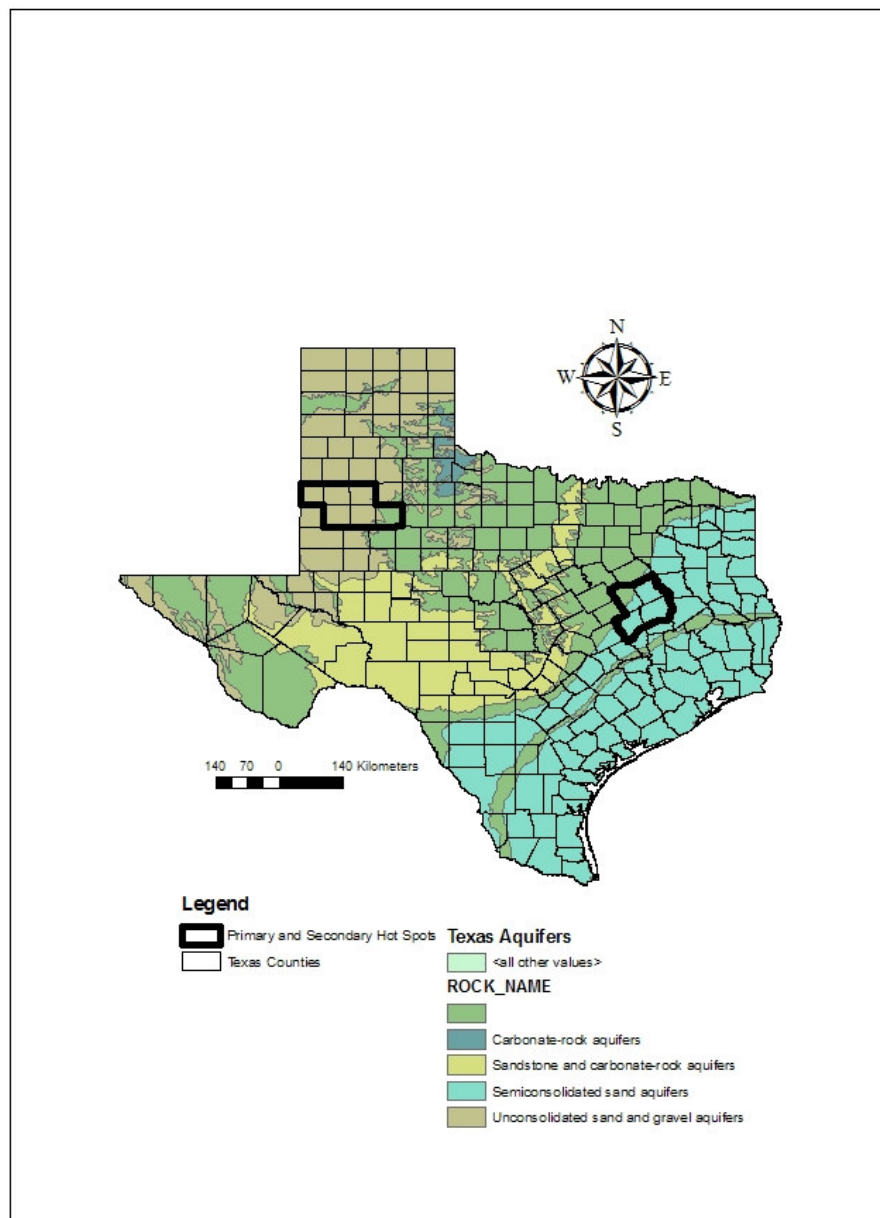 N
W E
S
140 70 0 140 Kilometers
Legend
Primary and Secondary Hot Spots
Texas Counties
Texas Aquifers
<all other values>
ROCK_NAME
Carbonate-rock aquifers
Sandstone and carbonate-rock aquifers
Semiconsolidated sand aquifers
Unconsolidated sand and gravel aquifers